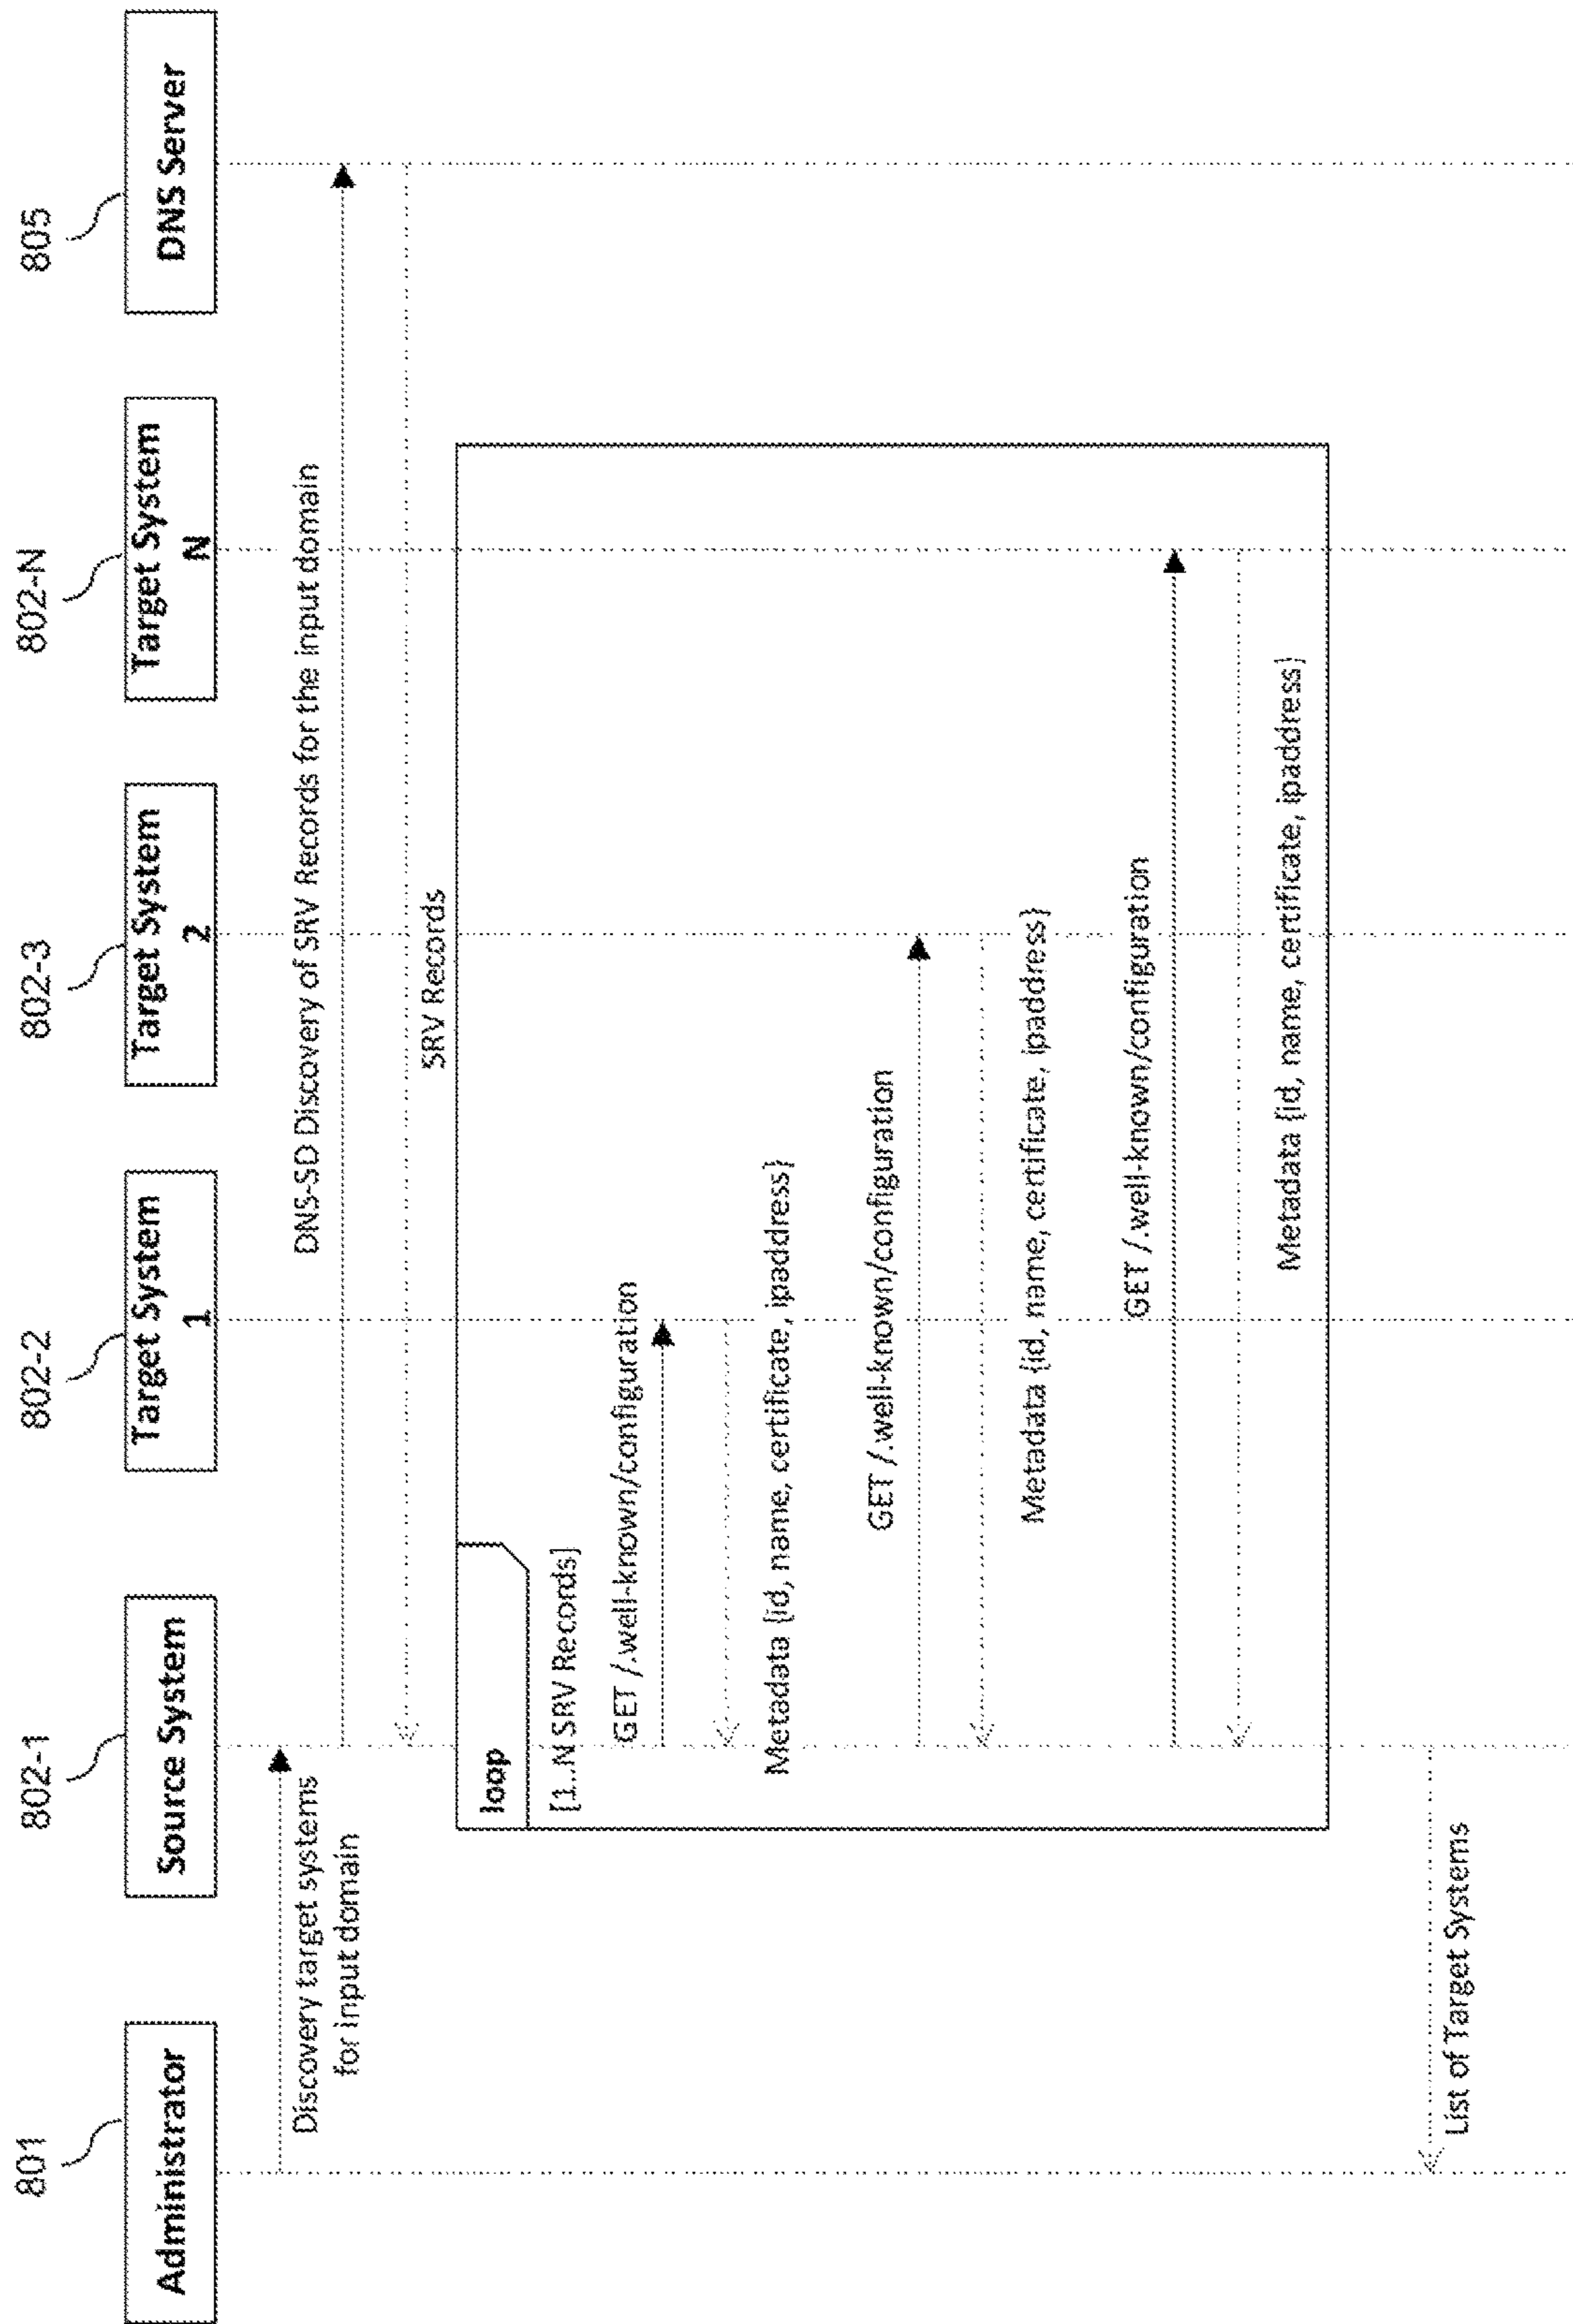 801
802-1
802-2
802-3
802-N
805
Administrator
Source System
Target System
1
Target System
2
Target System
N
DNS Server
Discovery target systems
for input domain
DNS-SD Discovery of SRV Records for the input domain
SRV Records
loop
[1..N SRV Records]
GET /.well-known/configuration
Metadata {id, name, certificate, ipaddress}
GET /.well-known/configuration
Metadata {id, name, certificate, ipaddress}
GET /.well-known/configuration
Metadata {id, name, certificate, ipaddress}
List of Target Systems